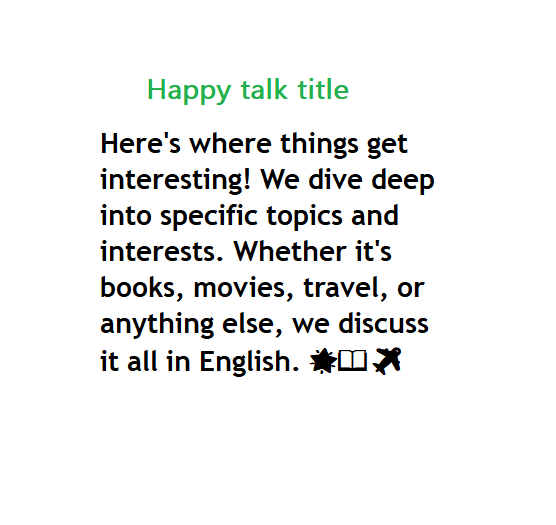 Happy talk title
Here's where things get
interesting! We dive deep
into specific topics and
interests. Whether it's
books, movies, travel, or
anything else, we discuss
it all in English. 🌟📖✈